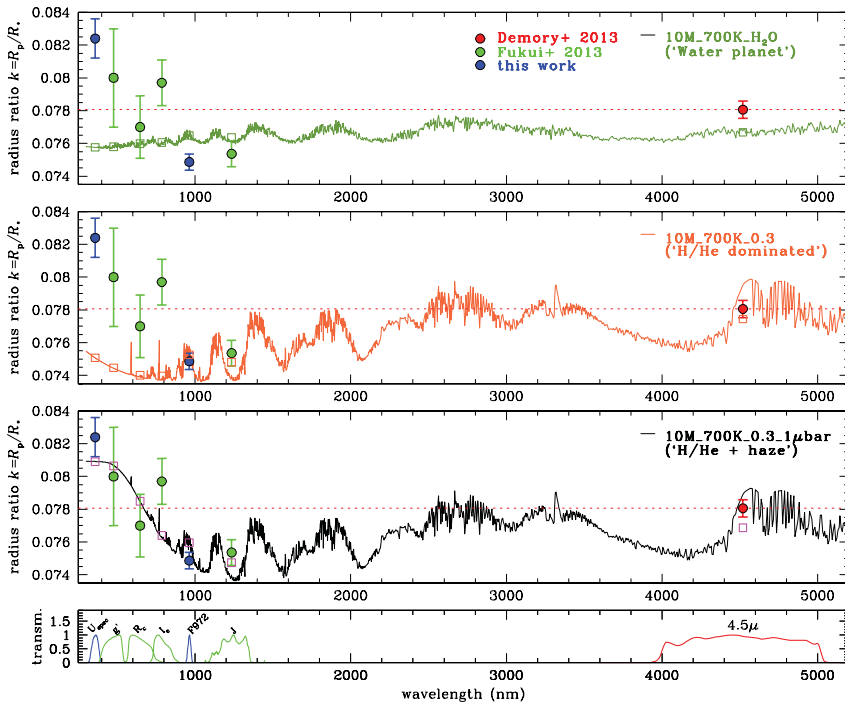 0.084
0.082
0.08
0.078
0.076
0.074
radius ratio k=Rp/R*
Demory+ 2013
Fukui+ 2013
this work
10M_700K_H₂O
('Water planet')
1000
2000
3000
4000
5000
0.084
0.082
0.08
0.078
0.076
0.074
radius ratio k=Rp/R*
10M_700K_0.3
('H/He dominated')
1000
2000
3000
4000
5000
0.084
0.082
0.08
0.078
0.076
0.074
radius ratio k=Rp/R*
10M_700K_0.3_1μbar
('H/He + haze')
1000
2000
3000
4000
5000
transm.
1.5
1
0.5
0
Uspec
g'
Rc
Ic
F972
J
4.5μ
1000
2000
3000
4000
5000
wavelength (nm)